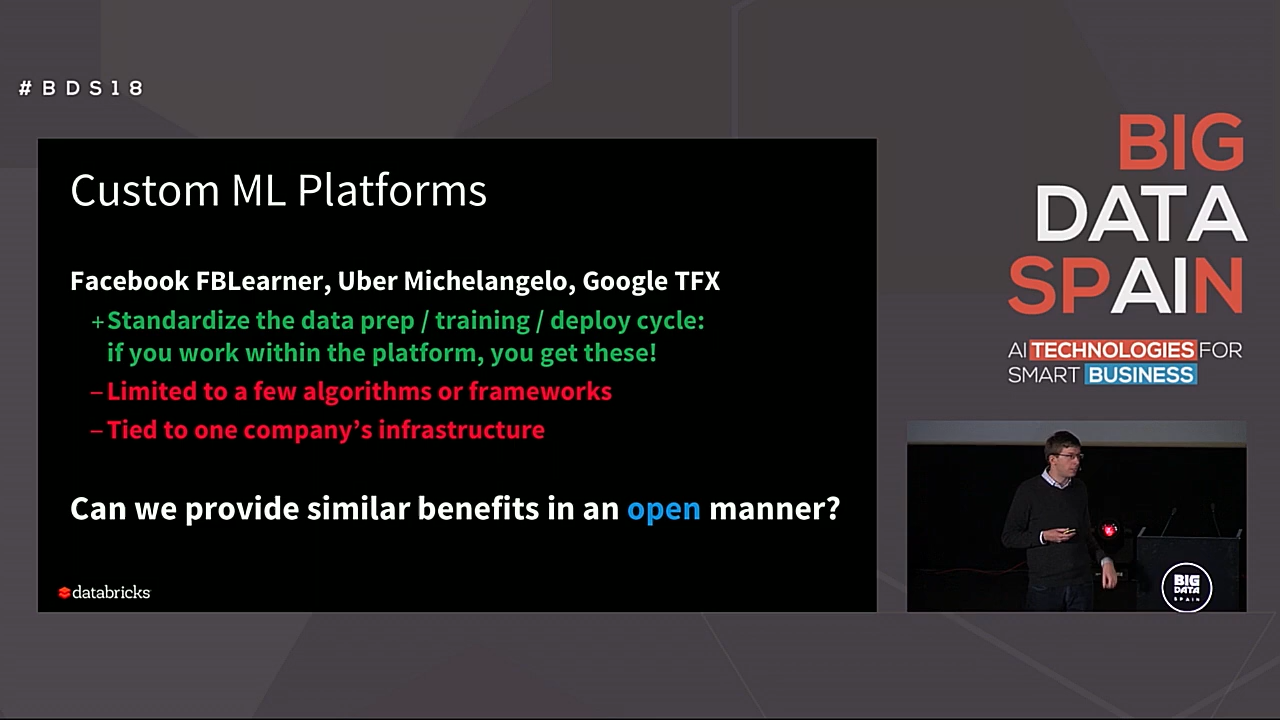 #BDS18
Custom ML Platforms
Facebook FBLearner, Uber Michelangelo, Google TFX
+ Standardize the data prep / training / deploy cycle:
if you work within the platform, you get these!
– Limited to a few algorithms or frameworks
– Tied to one company’s infrastructure
Can we provide similar benefits in an open manner?
databricks
BIG
DATA
SPAIN
AI TECHNOLOGIES FOR
SMART BUSINESS
BIG
DATA
SPAIN